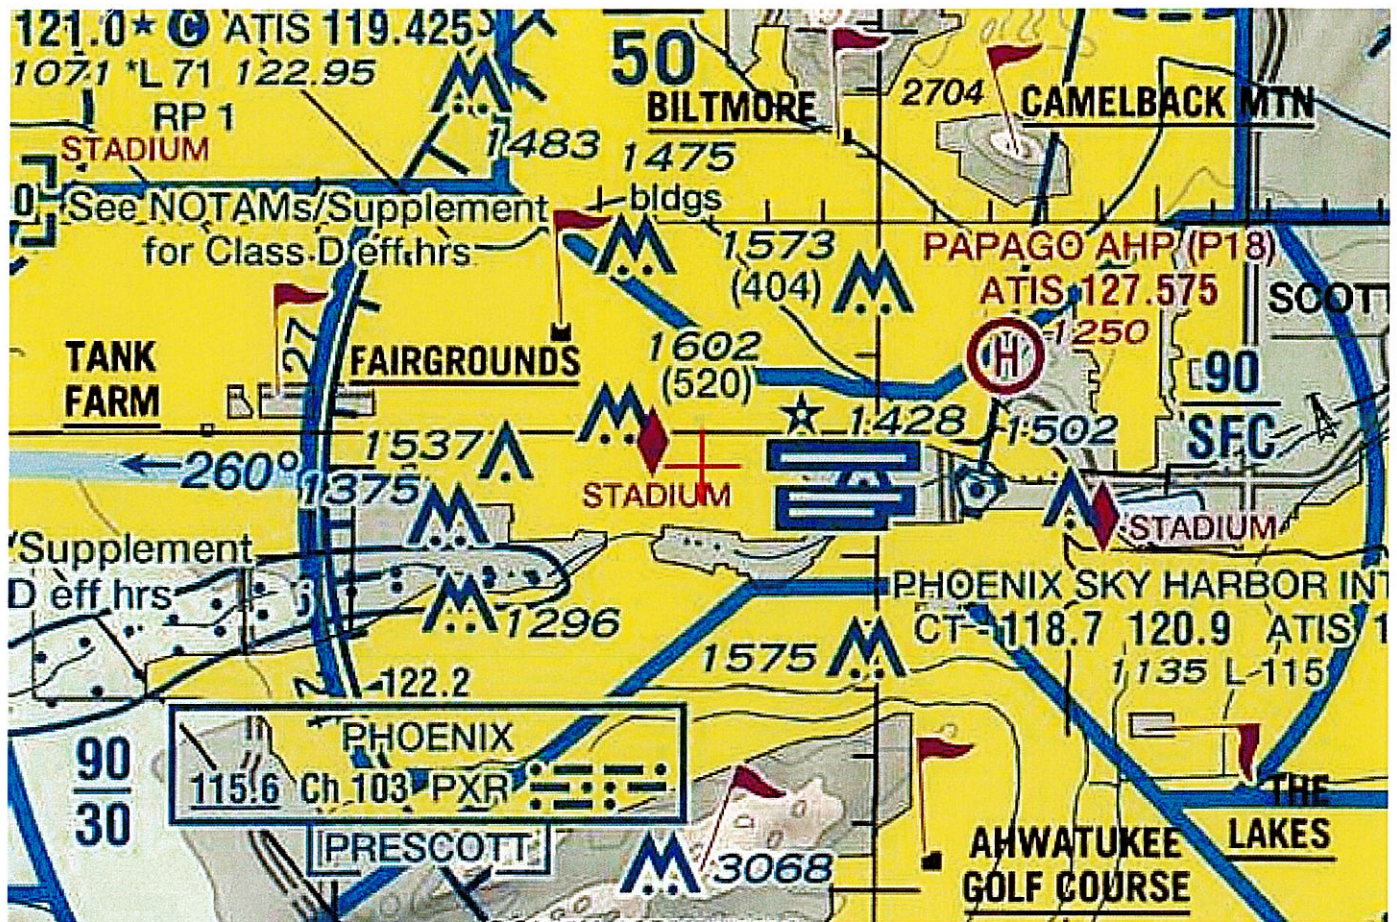 121.0★ C ATIS 119.425
1071 *L 71 122.95
RP 1
STADIUM
See NOTAMs/Supplement
for Class D eff hrs
1483
50
BILTMORE
1475
bldgs
2704
CAMELBACK MTN
1573
(404)
PAPAGO AHP (P18)
ATIS 127.575
1250
H
SCOTT
27
TANK
FARM
FAIRGROUNDS
1602
(520)
90
SFC
1537
1428
1502
260°
1375
STADIUM
STADIUM
/Supplement
D eff hrs
1296
PHOENIX SKY HARBOR INT
CT - 118.7 120.9 ATIS 1
1135 L 115
1575
122.2
PHOENIX
115.6 Ch 103 PXR
PRESCOTT
90
30
3068
AHWATUKEE
GOLF COURSE
THE
LAKES